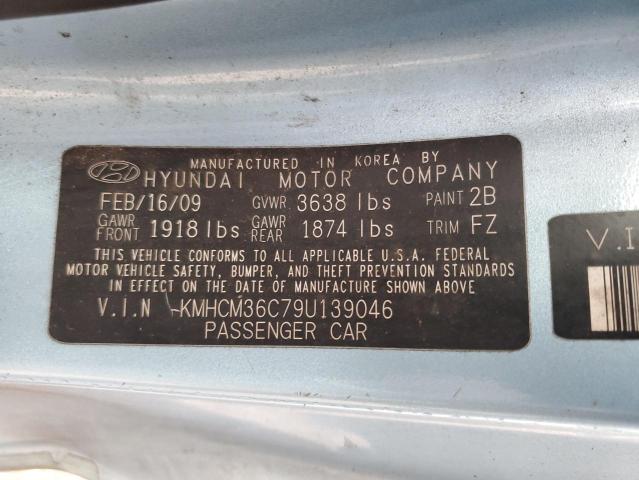 MANUFACTURED IN KOREA BY
HYUNDAI MOTOR COMPANY
FEB/16/09 GVWR 3638 lbs PAINT 2B
GAWR FRONT 1918 lbs GAWR REAR 1874 lbs TRIM FZ
THIS VEHICLE CONFORMS TO ALL APPLICABLE U.S.A. FEDERAL
MOTOR VEHICLE SAFETY, BUMPER, AND THEFT PREVENTION STANDARDS
IN EFFECT ON THE DATE OF MANUFACTURE SHOWN ABOVE.
V.I.N -KMHCM36C79U139046
PASSENGER CAR
V.I